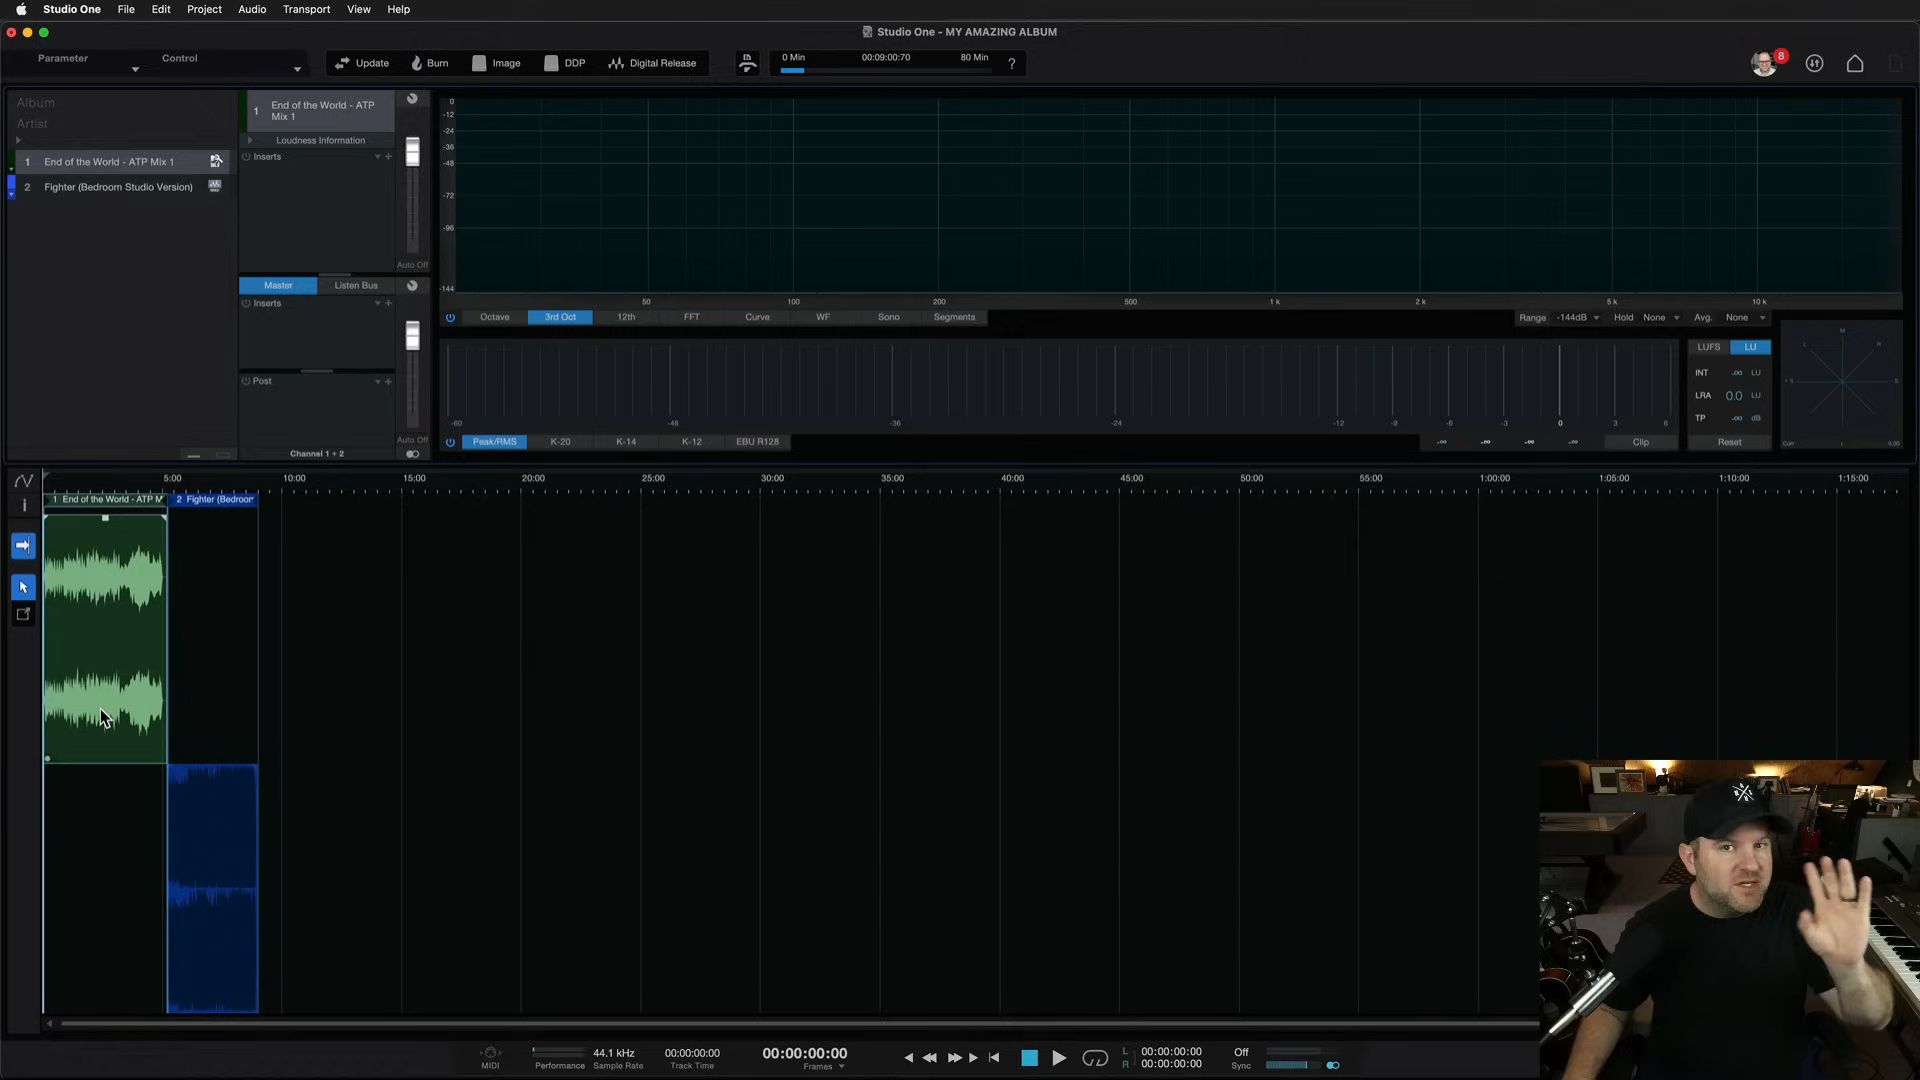 Studio One File Edit Project Audio Transport View Help
Studio One - MY AMAZING ALBUM
Parameter Control
Update Burn Image DDP Digital Release
0 Min 00:09:00:70 80 Min ?
8
Album
Artist
1 End of the World - ATP Mix 1
2 Fighter (Bedroom Studio Version)
1 End of the World - ATP
Mix 1
Loudness Information
Inserts
Auto Off
Master Listen Bus
Inserts
Post
Auto Off
Channel 1 + 2
0
-12
-24
-36
-48
-72
-96
-144
50 100 200 500 1 k 2 k 5 k 10 k
Octave 3rd Oct 12th FFT Curve WF Sono Segments
Range -144dB Hold None Avg. None
-60 -48 -36 -24 -12 -9 -6 -3 0 3 6
Peak/RMS K-20 K-14 K-12 EBU R128
-∞ -∞ -∞ -∞ Clip
LUFS LU
INT -∞ LU
LRA 0.0 LU
TP -∞ dB
Reset
M
L R
+S -S
Corr
5:00 10:00 15:00 20:00 25:00 30:00 35:00 40:00 45:00 50:00 55:00 1:00:00 1:05:00 1:10:00 1:15:00
1 End of the World - ATP M 2 Fighter (Bedroor
MIDI
Performance
44.1 kHz
Sample Rate
00:00:00:00
Track Time
00:00:00:00
Frames
L 00:00:00:00
R 00:00:00:00
Off
Sync